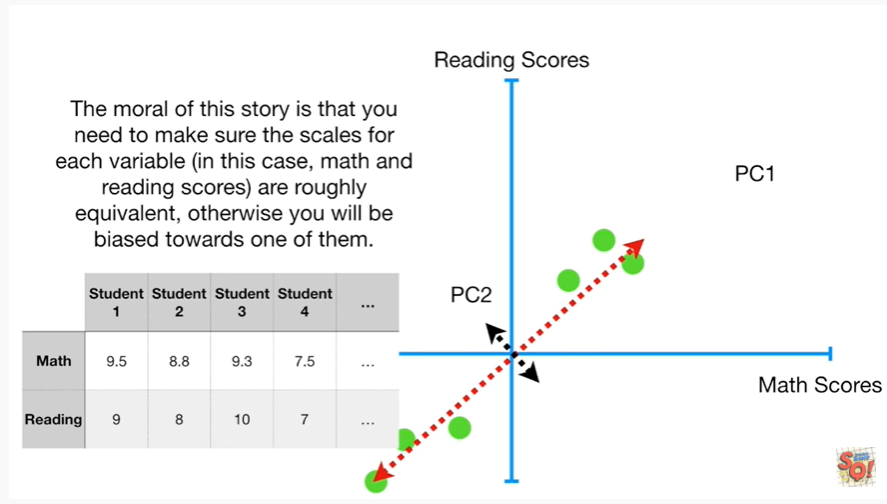 Reading Scores
The moral of this story is that you
need to make sure the scales for
each variable (in this case, math and
reading scores) are roughly
equivalent, otherwise you will be
biased towards one of them.
PC1
PC2
Student 1 Student 2 Student 3 Student 4 ...
Math 9.5 8.8 9.3 7.5 ...
Reading 9 8 10 7 ...
Math Scores
SQ!